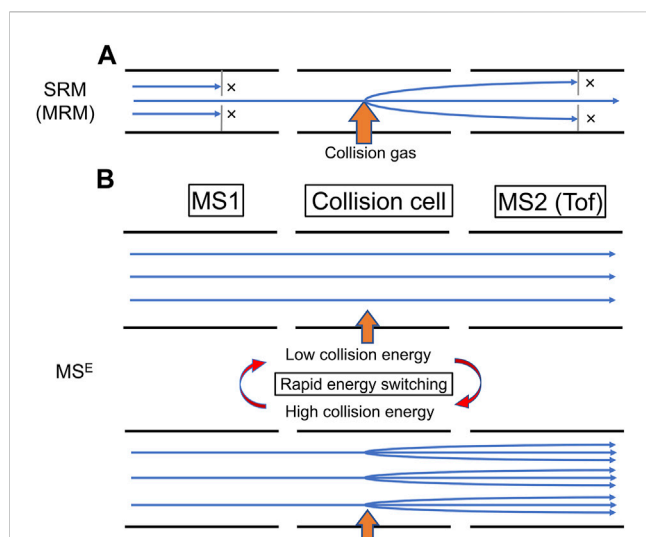 A
SRM
(MRM)
×
×
×
×
Collision gas
B
MS1
Collision cell
MS2 (Tof)
Low collision energy
MSᴱ
Rapid energy switching
High collision energy